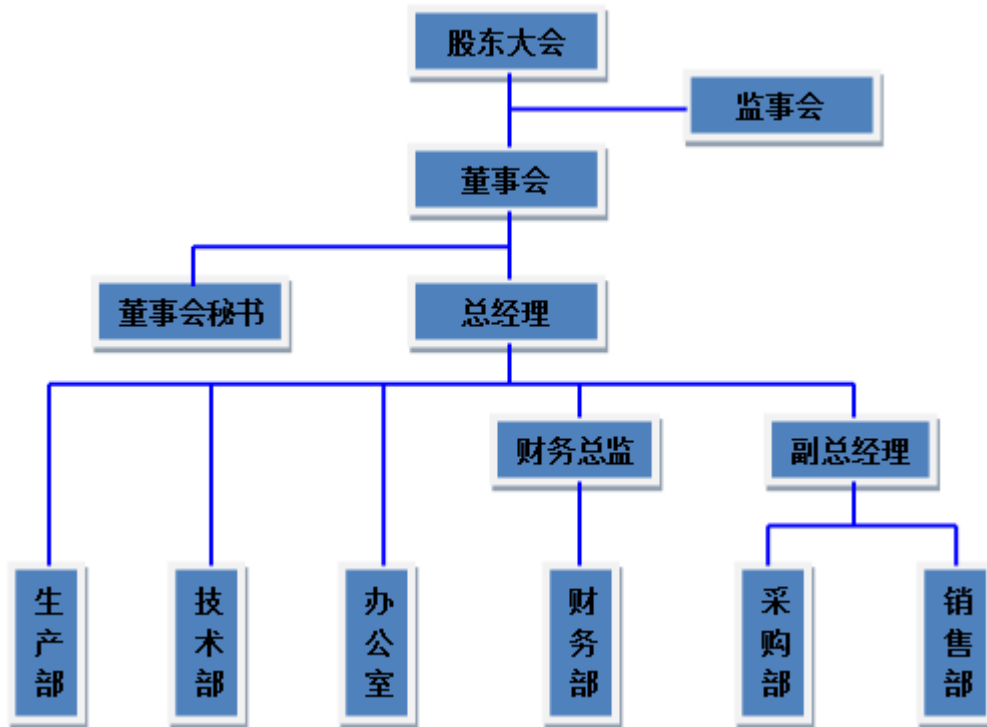 股东大会
监事会
董事会
董事会秘书
总经理
财务总监
副总经理
生产部
技术部
办公室
财务部
采购部
销售部